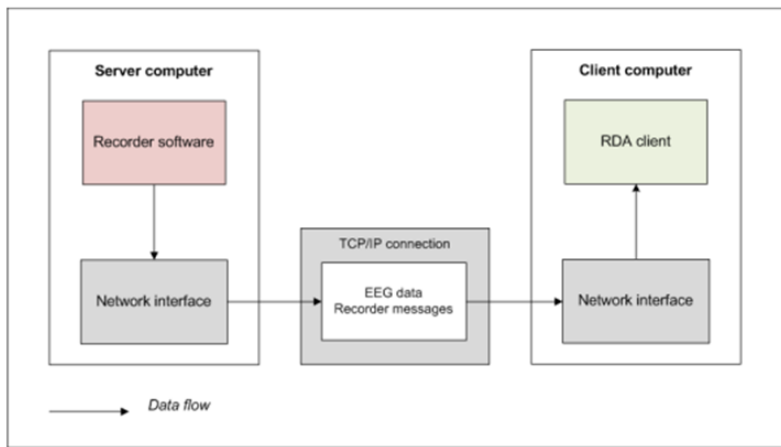 Server computer
Client computer
Recorder software
RDA client
TCP/IP connection
Network interface
EEG data
Recorder messages
Network interface
Data flow